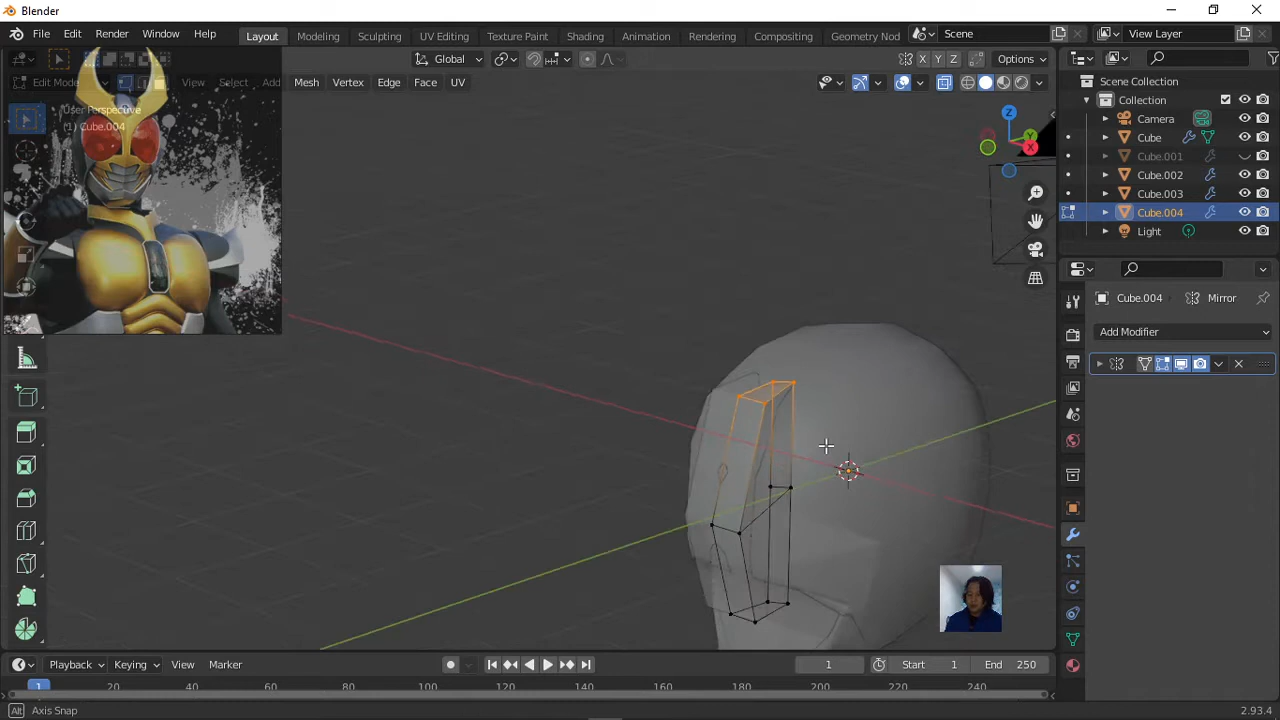 Blender
File Edit Render Window Help
Layout Modeling Sculpting UV Editing Texture Paint Shading Animation Rendering Compositing Geometry Nod
Scene
View Layer
Global
X Y Z
Options
Edit Mode View Select Add Mesh Vertex Edge Face UV
User Perspective
(1) Cube.004
Z
Y
X
Scene Collection
Collection
Camera
Cube
Cube.001
Cube.002
Cube.003
Cube.004
Light
Cube.004 Mirror
Add Modifier
Playback Keying View Marker
1
Start 1
End 250
1 20 40 60 80 100 120 140 160 180 200 220 240
Alt Axis Snap
2.93.4